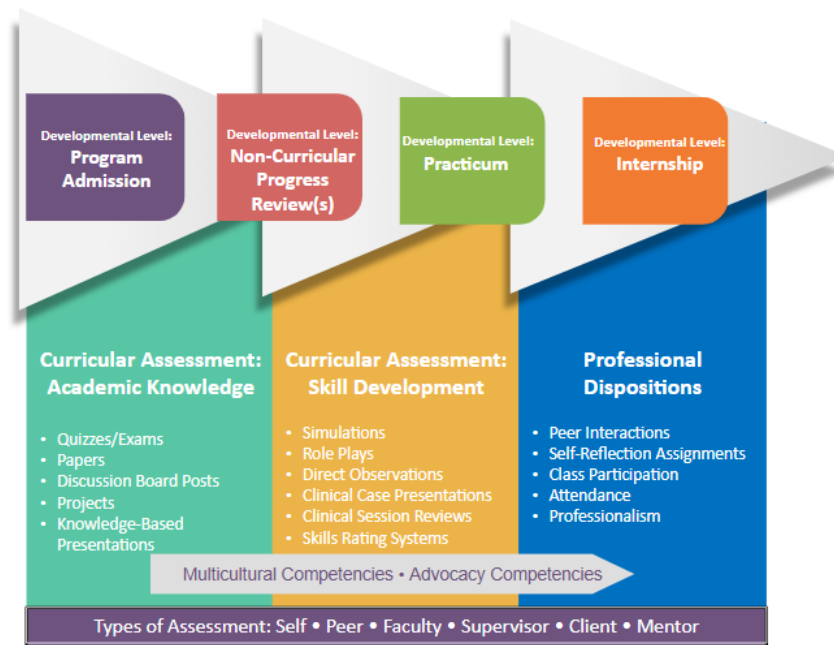 Developmental Level:
Program
Admission
Developmental Level:
Non-Curricular
Progress
Review(s)
Developmental Level:
Practicum
Developmental Level:
Internship
Curricular Assessment:
Academic Knowledge
• Quizzes/Exams
• Papers
• Discussion Board Posts
• Projects
• Knowledge-Based
Presentations
Curricular Assessment:
Skill Development
• Simulations
• Role Plays
• Direct Observations
• Clinical Case Presentations
• Clinical Session Reviews
• Skills Rating Systems
Professional
Dispositions
• Peer Interactions
• Self-Reflection Assignments
• Class Participation
• Attendance
• Professionalism
Multicultural Competencies • Advocacy Competencies
Types of Assessment: Self • Peer • Faculty • Supervisor • Client • Mentor